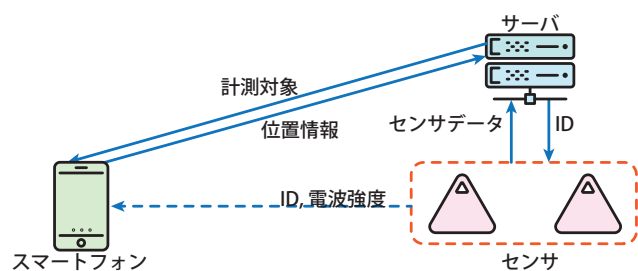 サーバ
計測対象
位置情報
センサデータ
ID
ID, 電波強度
スマートフォン
センサ